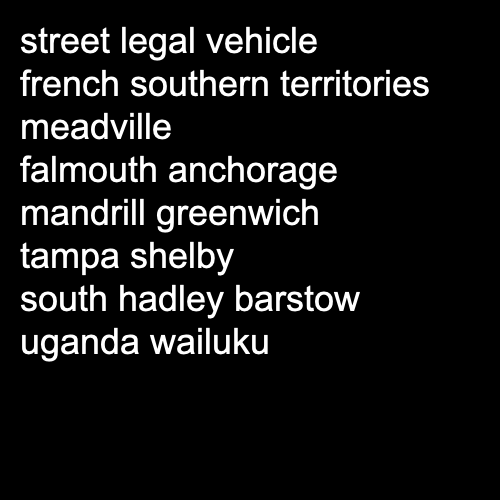 street legal vehicle
french southern territories
meadville
falmouth anchorage
mandrill greenwich
tampa shelby
south hadley barstow
uganda wailuku